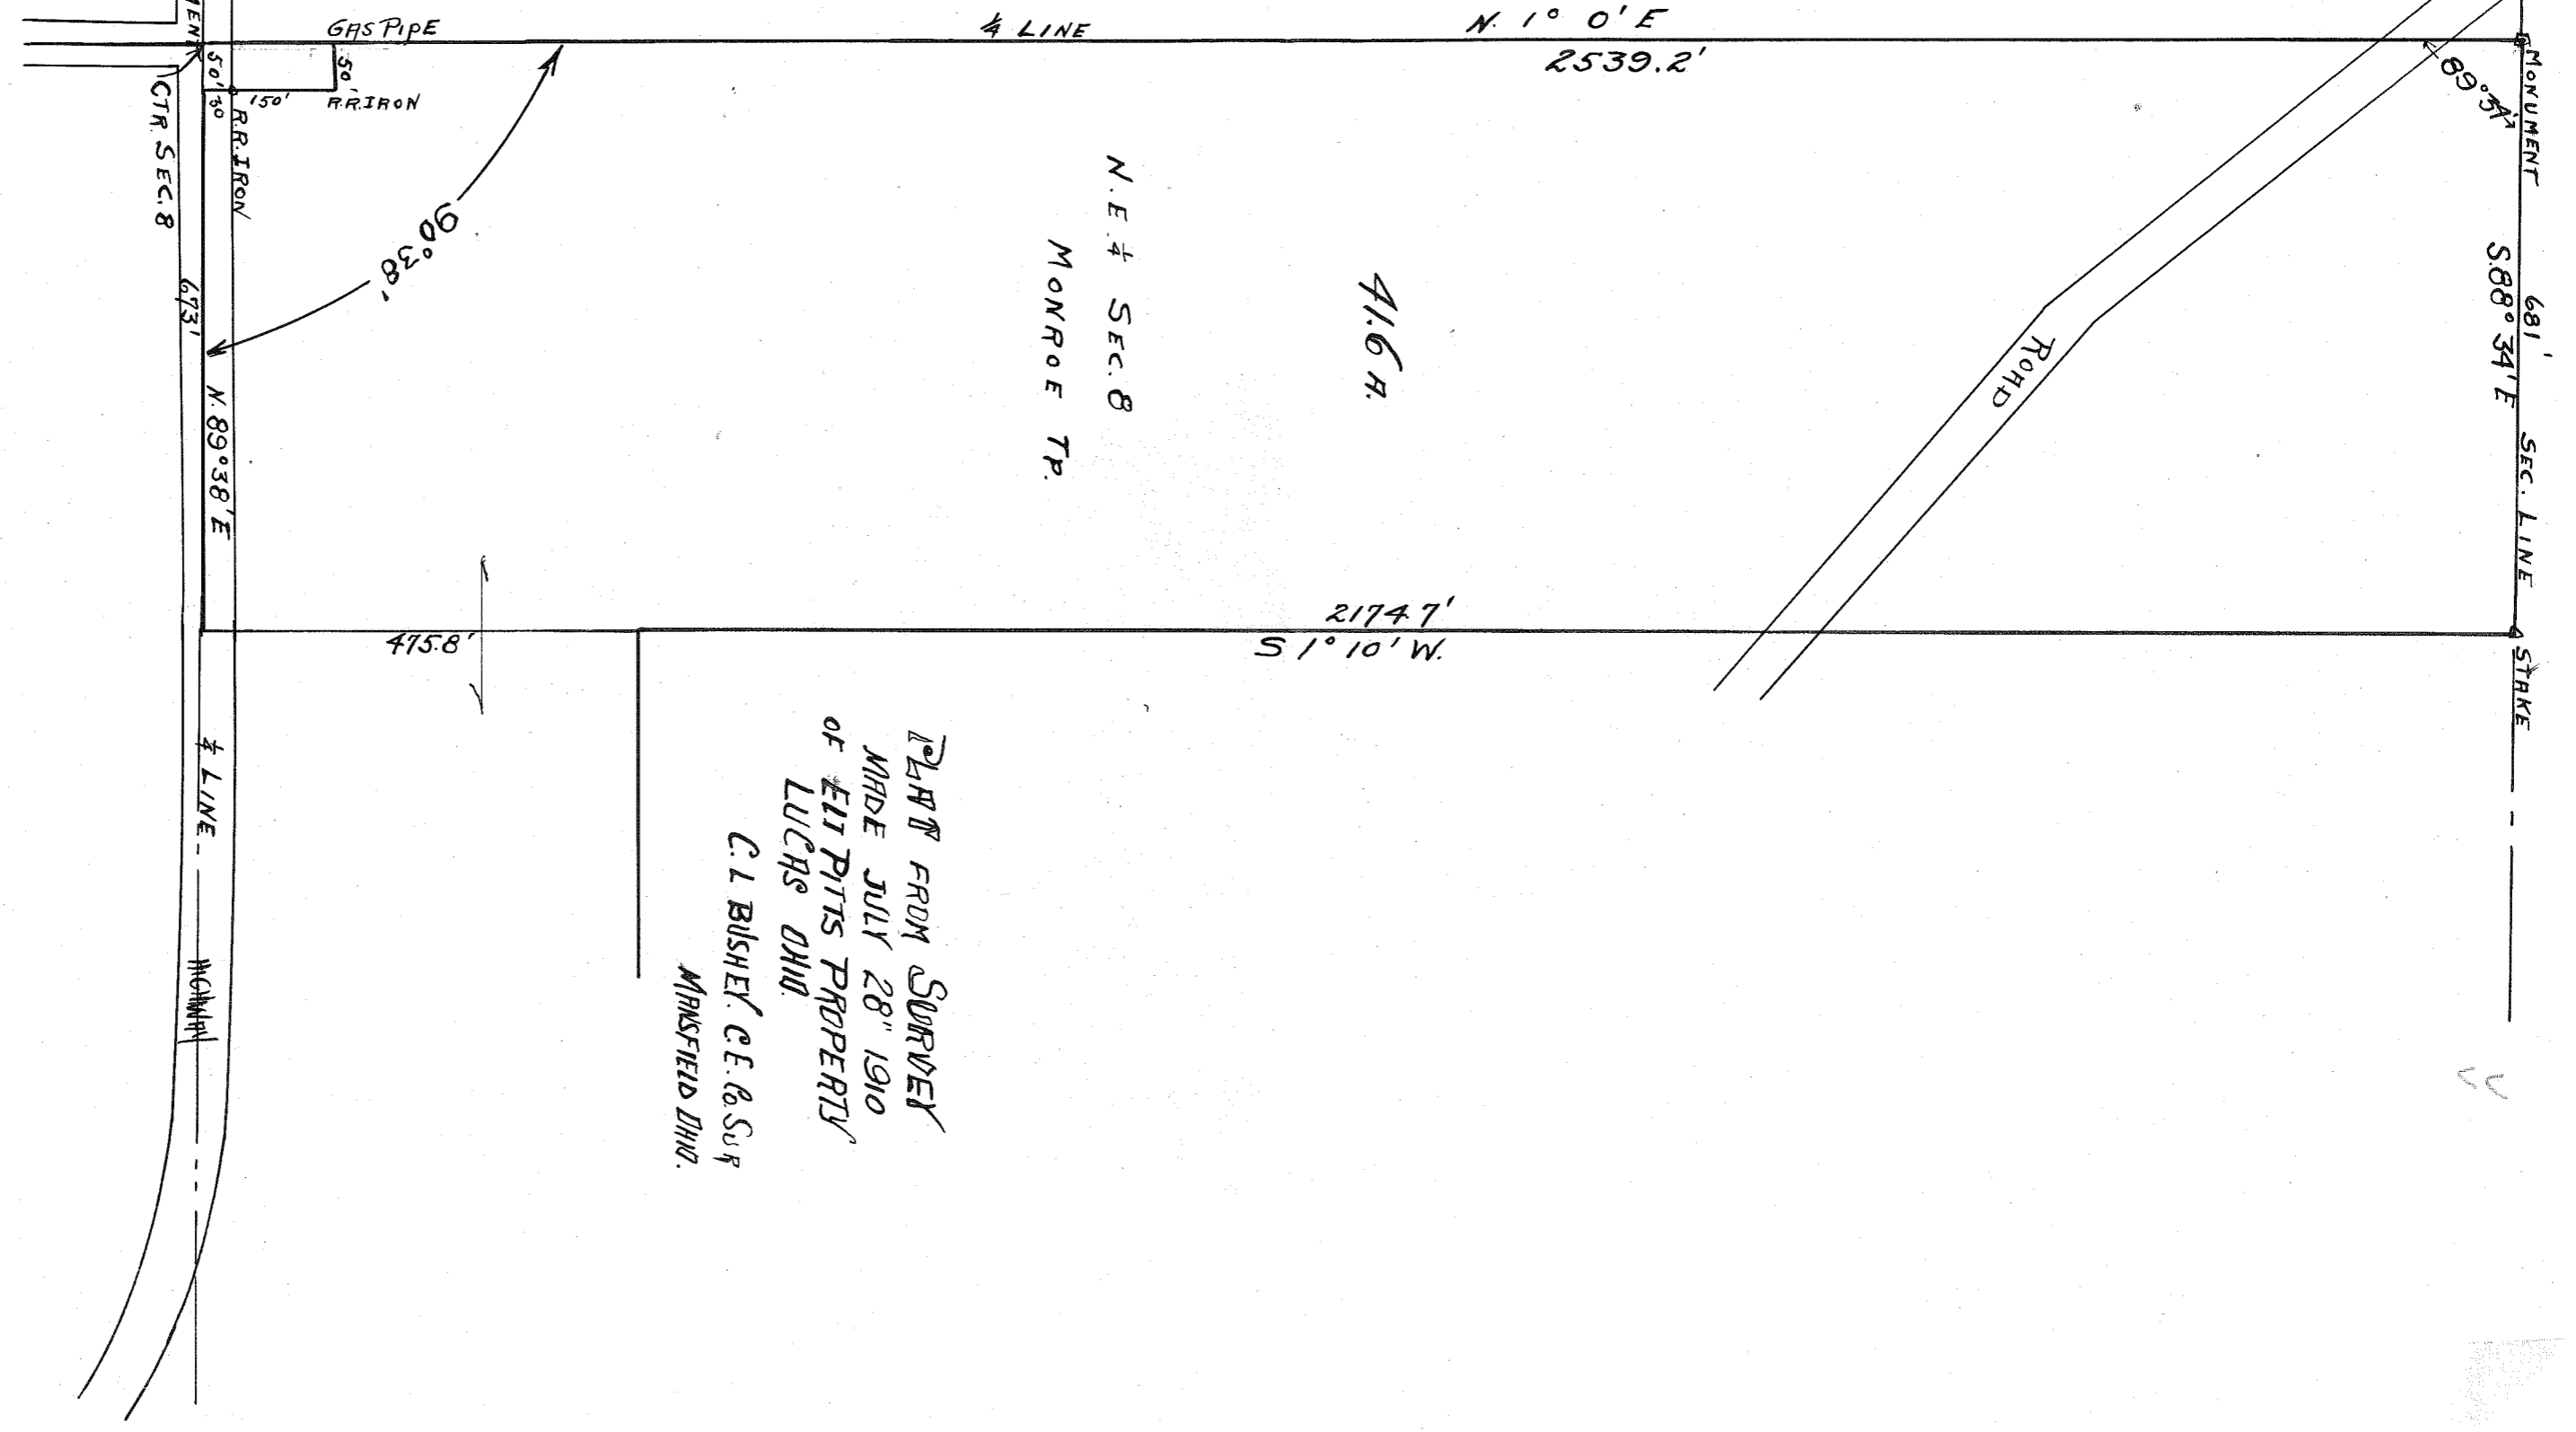 GAS PIPE
¼ LINE
N. 1° 0' E
2539.2'
MONUMENT
89°34'
681'
S.88° 34' E
SEC. LINE
STAKE
50'
50'
30
150'
R.R.IRON
R.R.IRON
CTR. SEC. 8
90°38'
673'
N. 89°38' E
N.E. ¼ SEC. 8
MONROE TP.
41.6 A.
ROAD
475.8'
2174.7'
S 1° 10' W.
¼ LINE
HIGHWAY
PLAT FROM SURVEY
MADE JULY 28" 1910
OF ELI PITTS PROPERTY
LUCAS OHIO.
C.L. BUSHEY. C.E. Co. SUR
MANSFIELD OHIO.